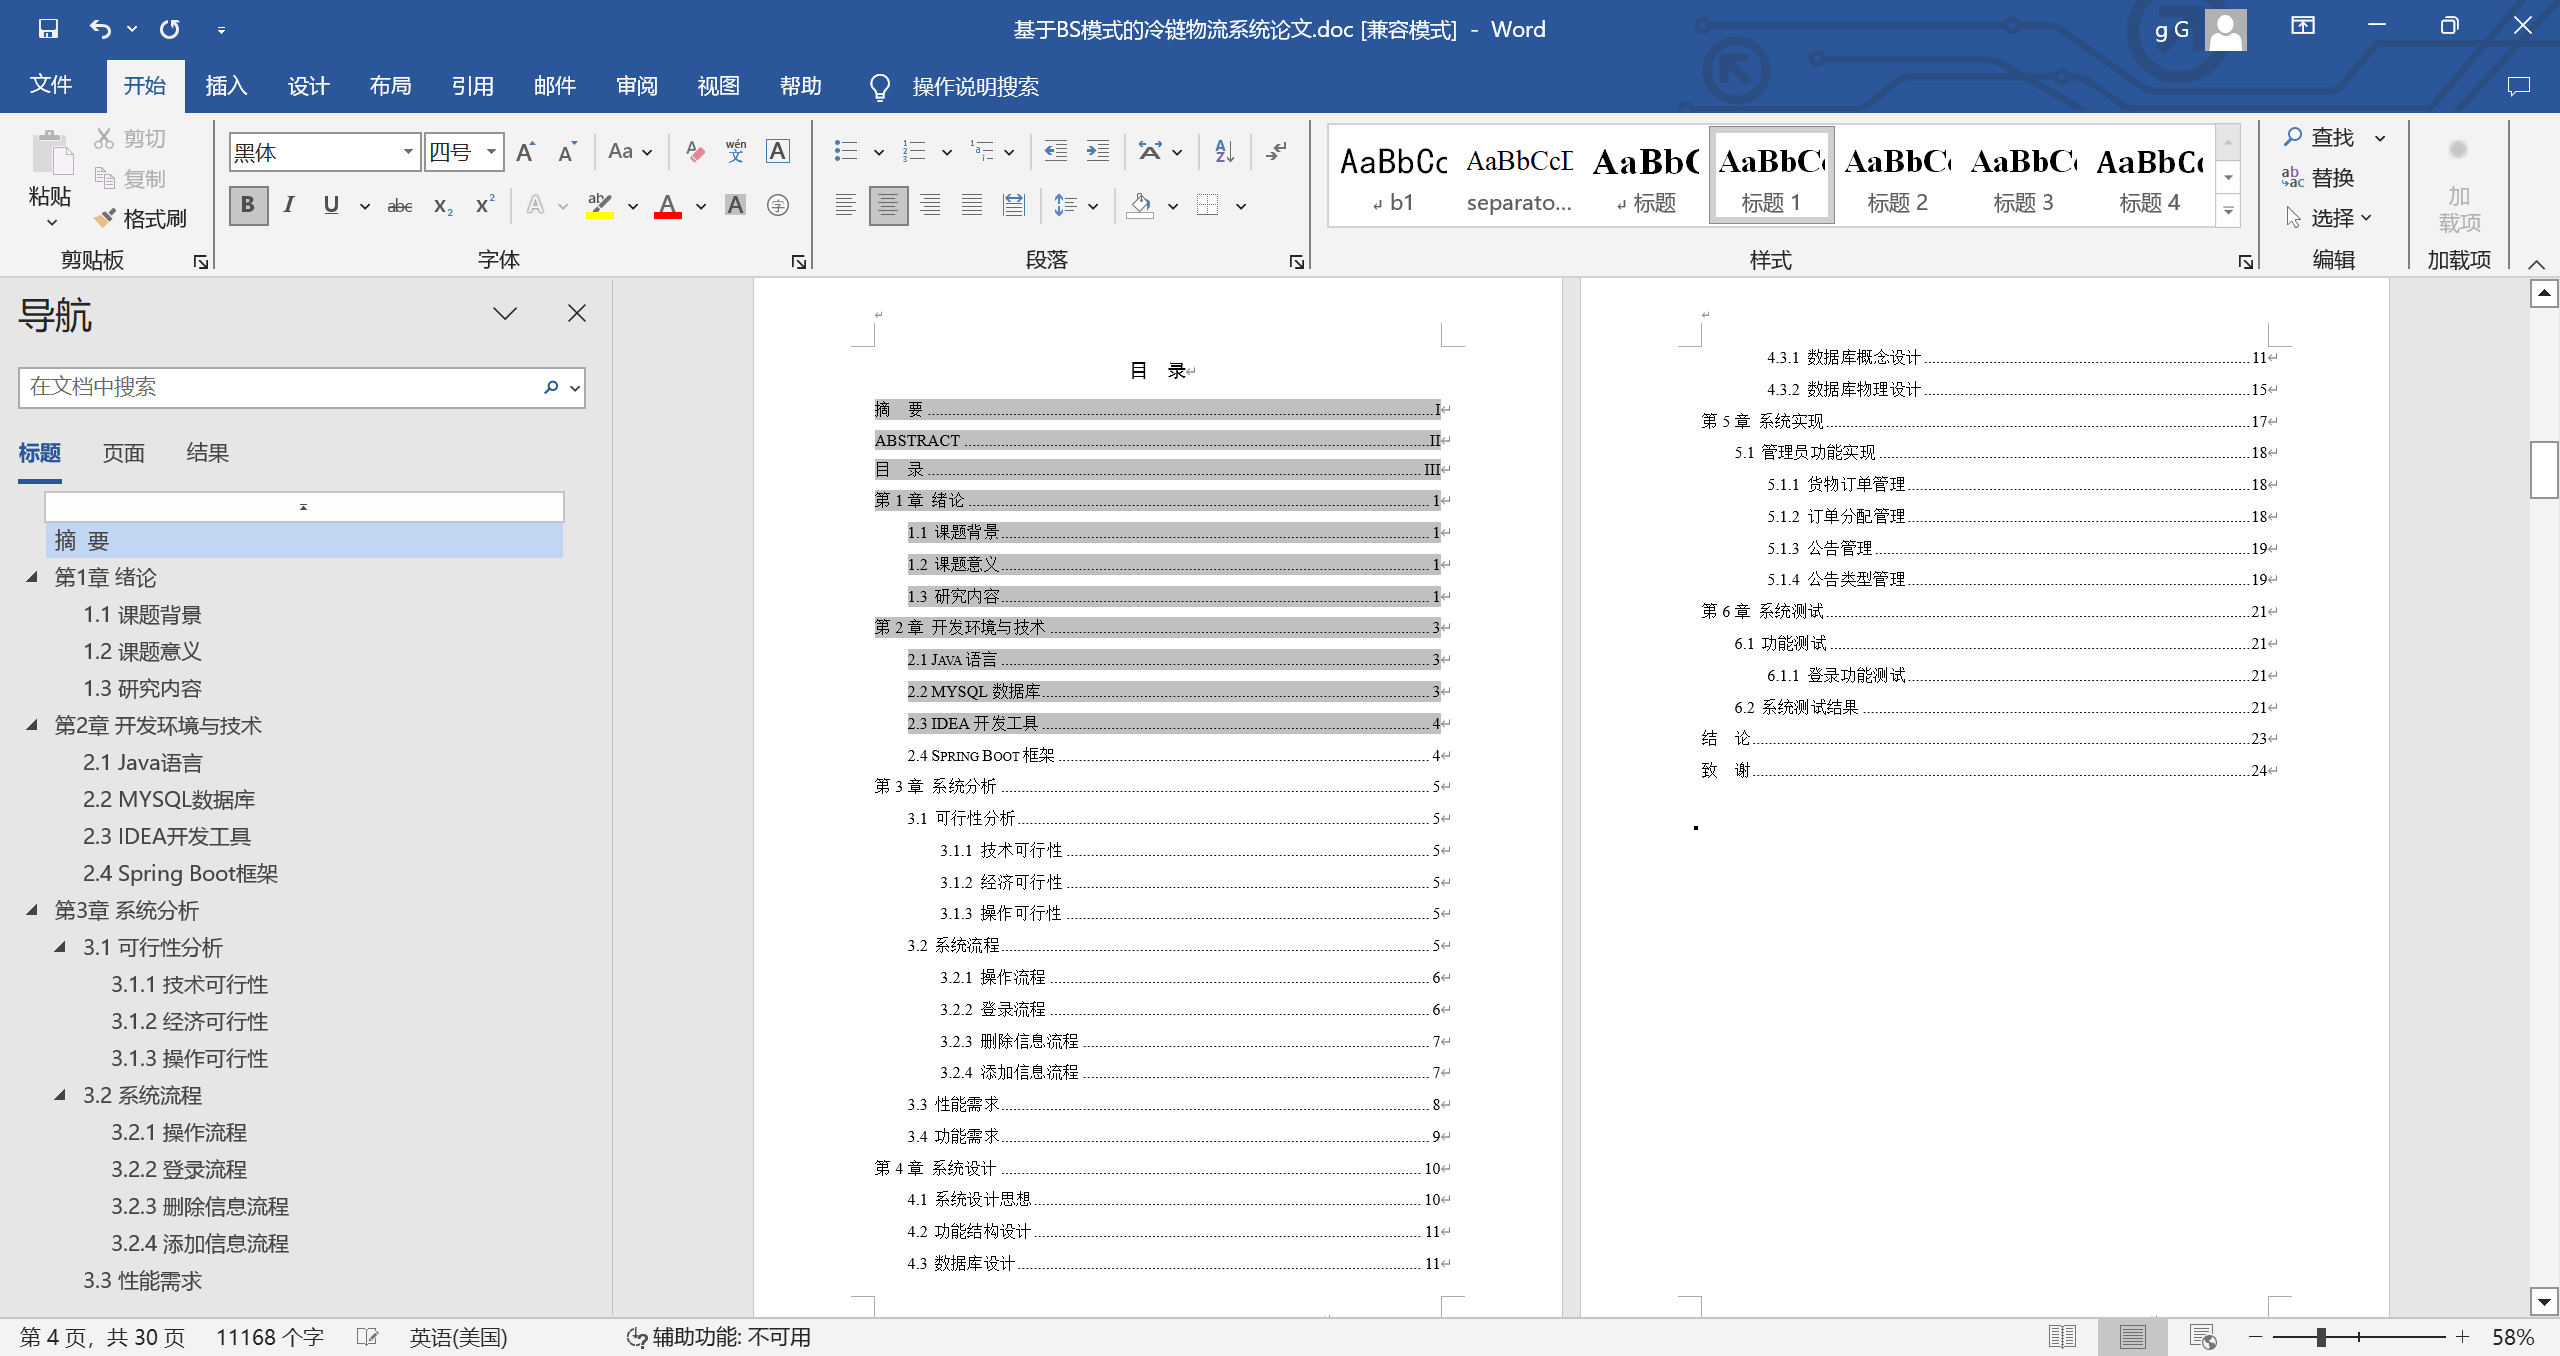 基于BS模式的冷链物流系统论文.doc [兼容模式] - Word
g G
文件 开始 插入 设计 布局 引用 邮件 审阅 视图 帮助 操作说明搜索
粘贴
剪切
复制
格式刷
剪贴板
黑体 四号
字体
段落
AaBbCc ↲ b1
AaBbCcD separato...
AaBbC ↲ 标题
AaBbC 标题 1
AaBbC 标题 2
AaBbC 标题 3
AaBbCc 标题 4
样式
查找
替换
选择
编辑
加载项
加载项
导航
在文档中搜索
标题 页面 结果
摘 要
第1章 绪论
1.1 课题背景
1.2 课题意义
1.3 研究内容
第2章 开发环境与技术
2.1 Java语言
2.2 MYSQL数据库
2.3 IDEA开发工具
2.4 Spring Boot框架
第3章 系统分析
3.1 可行性分析
3.1.1 技术可行性
3.1.2 经济可行性
3.1.3 操作可行性
3.2 系统流程
3.2.1 操作流程
3.2.2 登录流程
3.2.3 删除信息流程
3.2.4 添加信息流程
3.3 性能需求
目 录
摘 要 I
ABSTRACT II
目 录 III
第 1 章 绪论 1
1.1 课题背景 1
1.2 课题意义 1
1.3 研究内容 1
第 2 章 开发环境与技术 3
2.1 JAVA 语言 3
2.2 MYSQL 数据库 3
2.3 IDEA 开发工具 4
2.4 SPRING BOOT 框架 4
第 3 章 系统分析 5
3.1 可行性分析 5
3.1.1 技术可行性 5
3.1.2 经济可行性 5
3.1.3 操作可行性 5
3.2 系统流程 5
3.2.1 操作流程 6
3.2.2 登录流程 6
3.2.3 删除信息流程 7
3.2.4 添加信息流程 7
3.3 性能需求 8
3.4 功能需求 9
第 4 章 系统设计 10
4.1 系统设计思想 10
4.2 功能结构设计 11
4.3 数据库设计 11
4.3.1 数据库概念设计 11
4.3.2 数据库物理设计 15
第 5 章 系统实现 17
5.1 管理员功能实现 18
5.1.1 货物订单管理 18
5.1.2 订单分配管理 18
5.1.3 公告管理 19
5.1.4 公告类型管理 19
第 6 章 系统测试 21
6.1 功能测试 21
6.1.1 登录功能测试 21
6.2 系统测试结果 21
结 论 23
致 谢 24
第 4 页，共 30 页 11168 个字 英语(美国) 辅助功能: 不可用 58%